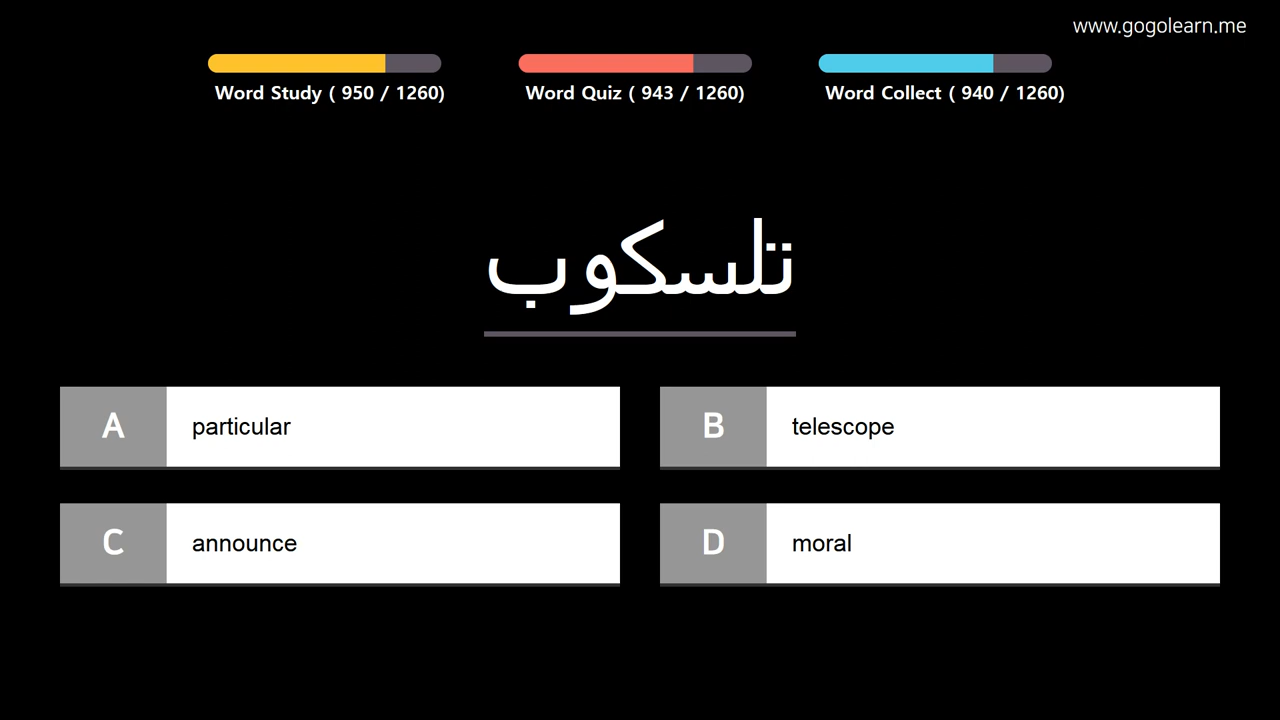 www.gogolearn.me
Word Study ( 950 / 1260)
Word Quiz ( 943 / 1260)
Word Collect ( 940 / 1260)
تلسكوب
A particular
B telescope
C announce
D moral